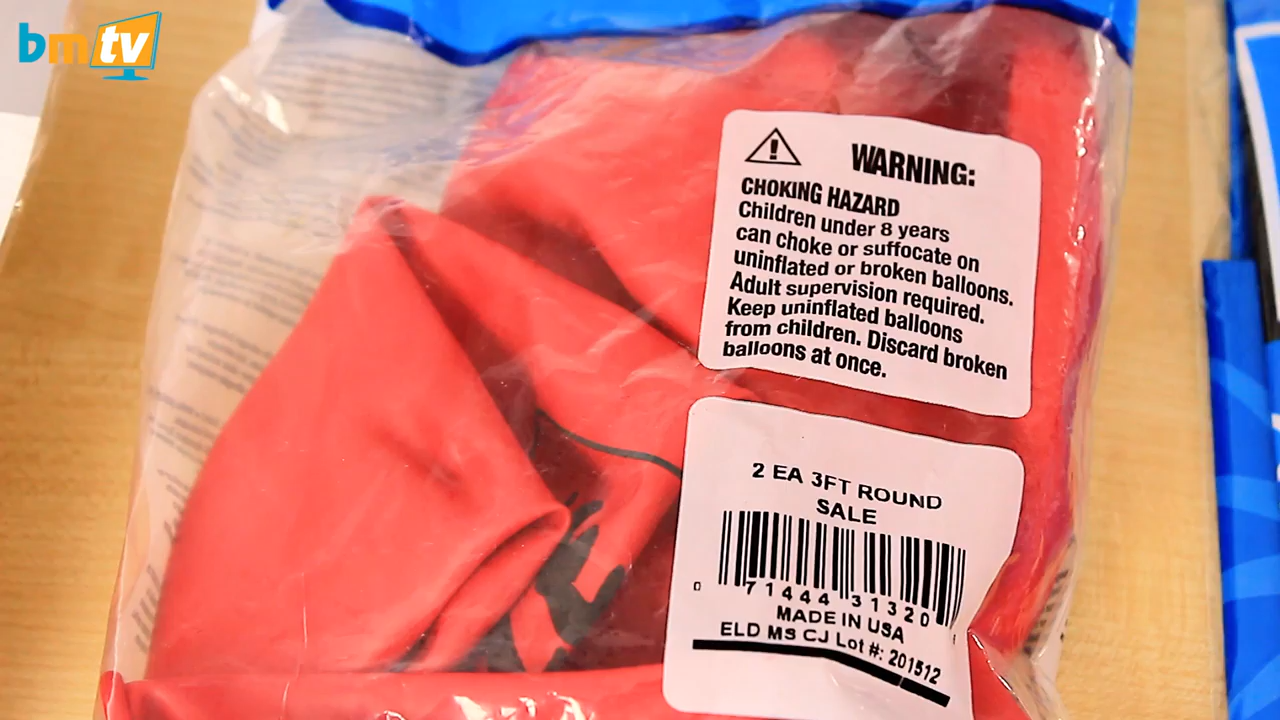 bmtv
WARNING:
CHOKING HAZARD
Children under 8 years
can choke or suffocate on
uninflated or broken balloons.
Adult supervision required.
Keep uninflated balloons
from children. Discard broken
balloons at once.
2 EA 3FT ROUND
SALE
0 71444 31320
MADE IN USA
ELD MS CJ Lot #: 201512